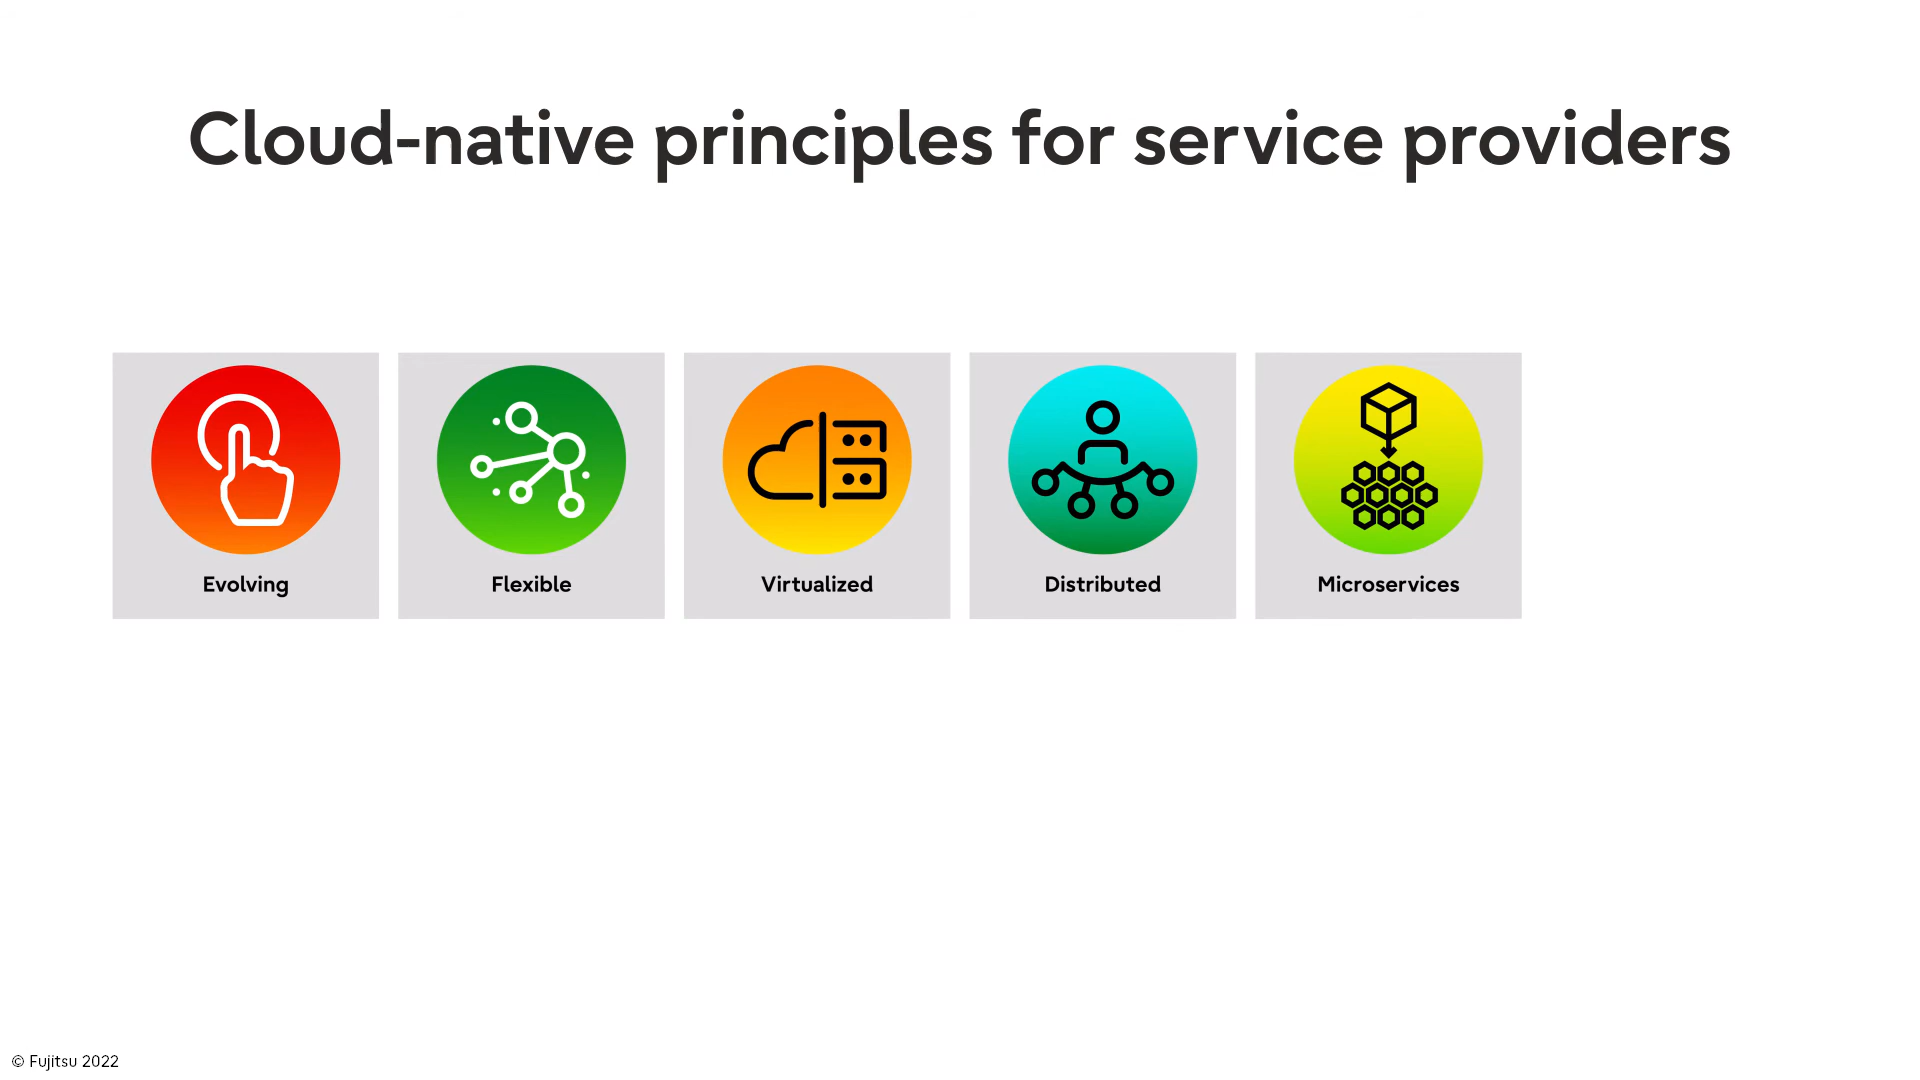 Cloud-native principles for service providers
Evolving
Flexible
Virtualized
Distributed
Microservices
© Fujitsu 2022